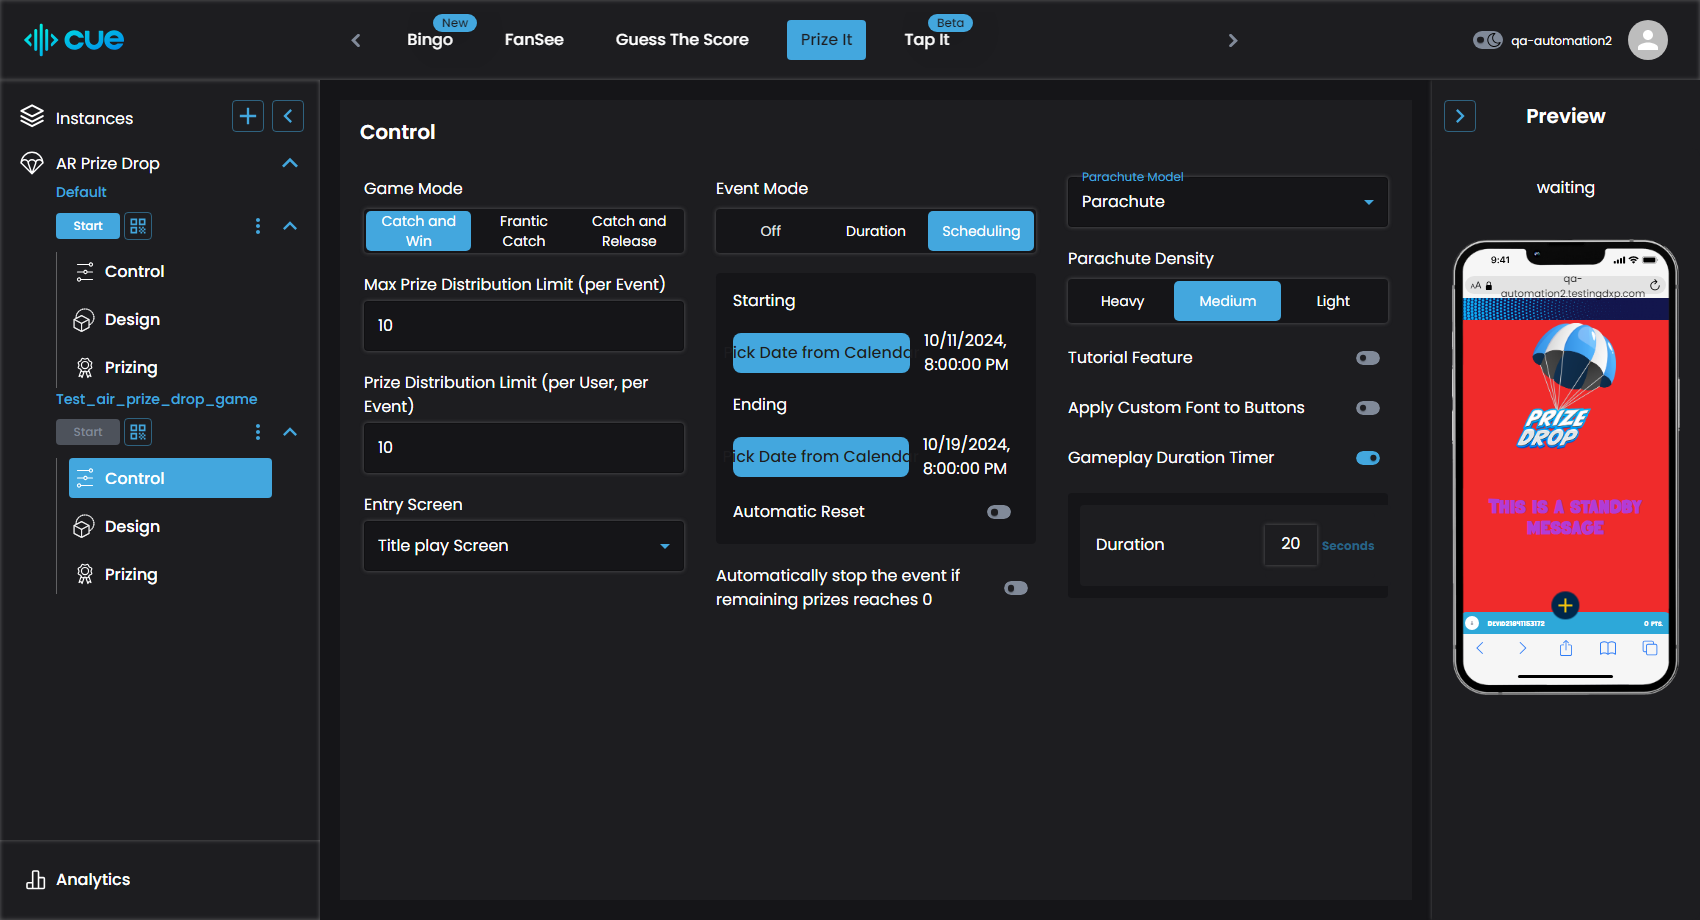 cue
New
Bingo
FanSee
Guess The Score
Prize It
Beta
Tap It
qa-automation2
Instances
AR Prize Drop
Default
Start
Control
Design
Prizing
Test_air_prize_drop_game
Start
Control
Design
Prizing
Analytics
Control
Game Mode
Catch and
Win
Frantic
Catch
Catch and
Release
Max Prize Distribution Limit (per Event)
10
Prize Distribution Limit (per User, per
Event)
10
Entry Screen
Title play Screen
Event Mode
Off
Duration
Scheduling
Starting
Pick Date from Calendar
10/11/2024,
8:00:00 PM
Ending
Pick Date from Calendar
10/19/2024,
8:00:00 PM
Automatic Reset
Automatically stop the event if
remaining prizes reaches 0
Parachute Model
Parachute
Parachute Density
Heavy
Medium
Light
Tutorial Feature
Apply Custom Font to Buttons
Gameplay Duration Timer
Duration
20
Seconds
Preview
waiting
9:41
AA
qa-
automation2.testingdxp.com
PRIZE
DROP
THIS IS A STANDBY
MESSAGE
0 PTS.